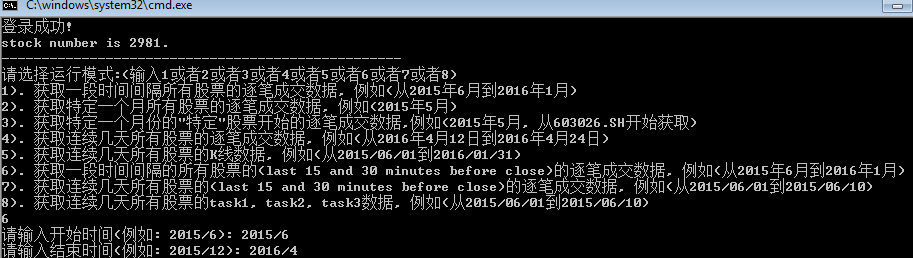 C:\windows\system32\cmd.exe
登录成功!
stock number is 2981.
--------------------------------------------------
请选择运行模式:(输入1或者2或者3或者4或者5或者6或者7或者8)
1). 获取一段时间间隔所有股票的逐笔成交数据, 例如(从2015年6月到2016年1月)
2). 获取特定一个月所有股票的逐笔成交数据, 例如(2015年5月)
3). 获取特定一个月份的"特定"股票开始的逐笔成交数据,例如(2015年5月, 从603026.SH开始获取)
4). 获取连续几天所有股票的逐笔成交数据, 例如(从2016年4月12日到2016年4月24日)
5). 获取连续几天所有股票的K线数据, 例如(从2015/06/01到2016/01/31)
6). 获取一段时间间隔的所有股票的(last 15 and 30 minutes before close)的逐笔成交数据, 例如(从2015年6月到2016年1月)
7). 获取连续几天所有股票的(last 15 and 30 minutes before close)的逐笔成交数据, 例如(从2015/06/01到2015/06/10)
8). 获取连续几天所有股票的task1, task2, task3数据, 例如(从2015/06/01到2015/06/10)
6
请输入开始时间(例如: 2015/6): 2015/6
请输入结束时间(例如: 2015/12): 2016/4